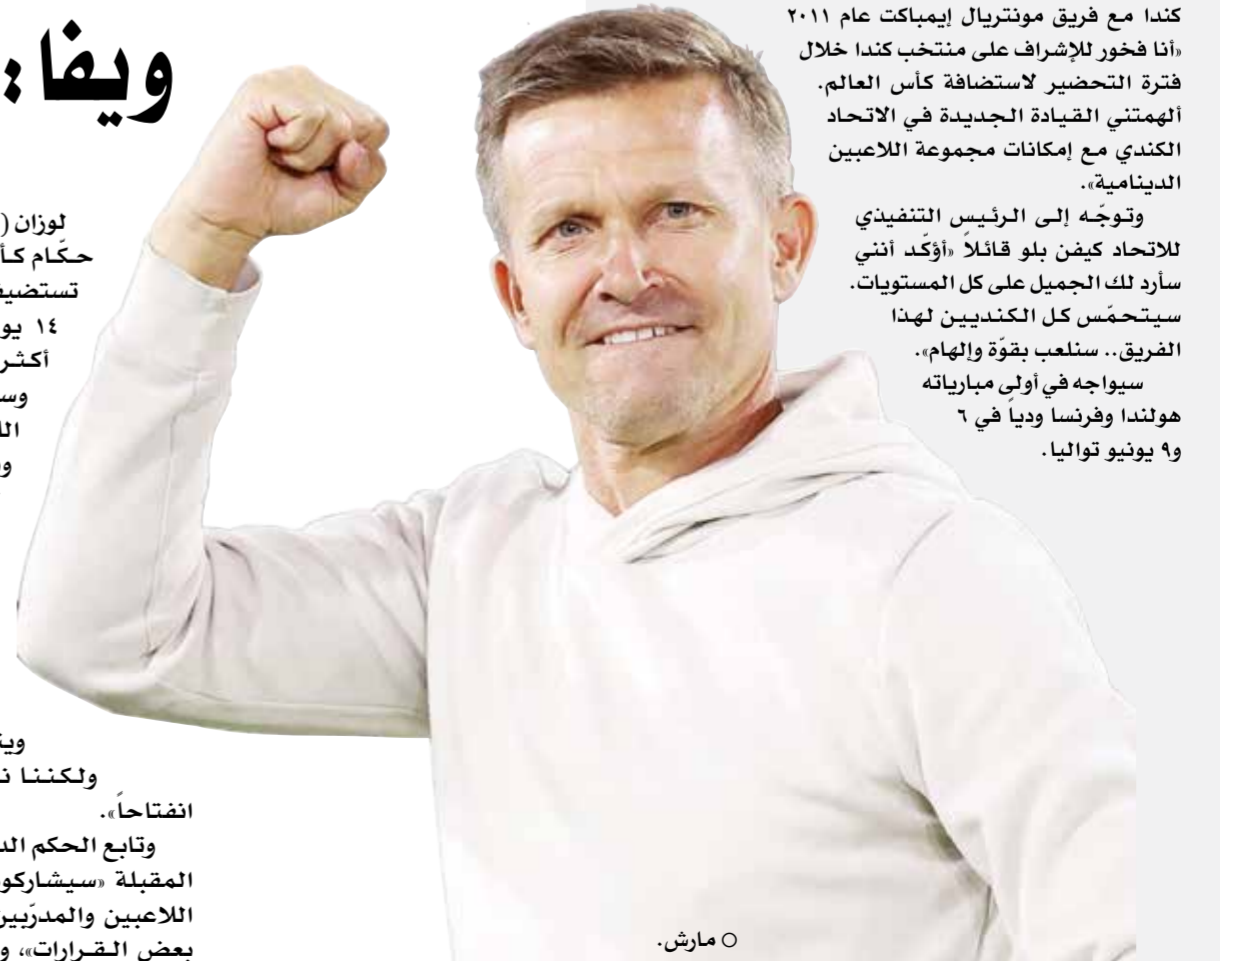 كندا مع فريق مونتريال إيمباكت عام ٢٠١١
«أنا فخور للإشراف على منتخب كندا خلال
فترة التحضير لاستضافة كأس العالم.
ألهمتني القيادة الجديدة في الاتحاد
الكندي مع إمكانات مجموعة اللاعبين
الدينامية».
وتوجّه إلى الرئيس التنفيذي
للاتحاد كيفن بلو قائلاً «أؤكّد أنني
سأرد لك الجميل على كل المستويات.
سيتحمّس كل الكنديين لهذا
الفريق.. سنلعب بقوّة وإلهام».
سيواجه في أولى مبارياته
هولندا وفرنسا ودياً في ٦
و٩ يونيو تواليا.
○ مارش.
ويفا:
لوزان (
حكّام كأ
تستضيف
١٤ يو
أكثر
وس
ولكننا ن
انفتاحاً».
وتابع الحكم الد
المقبلة «سيشاركو
اللاعبين والمدرّبين
بعض القرارات»، و